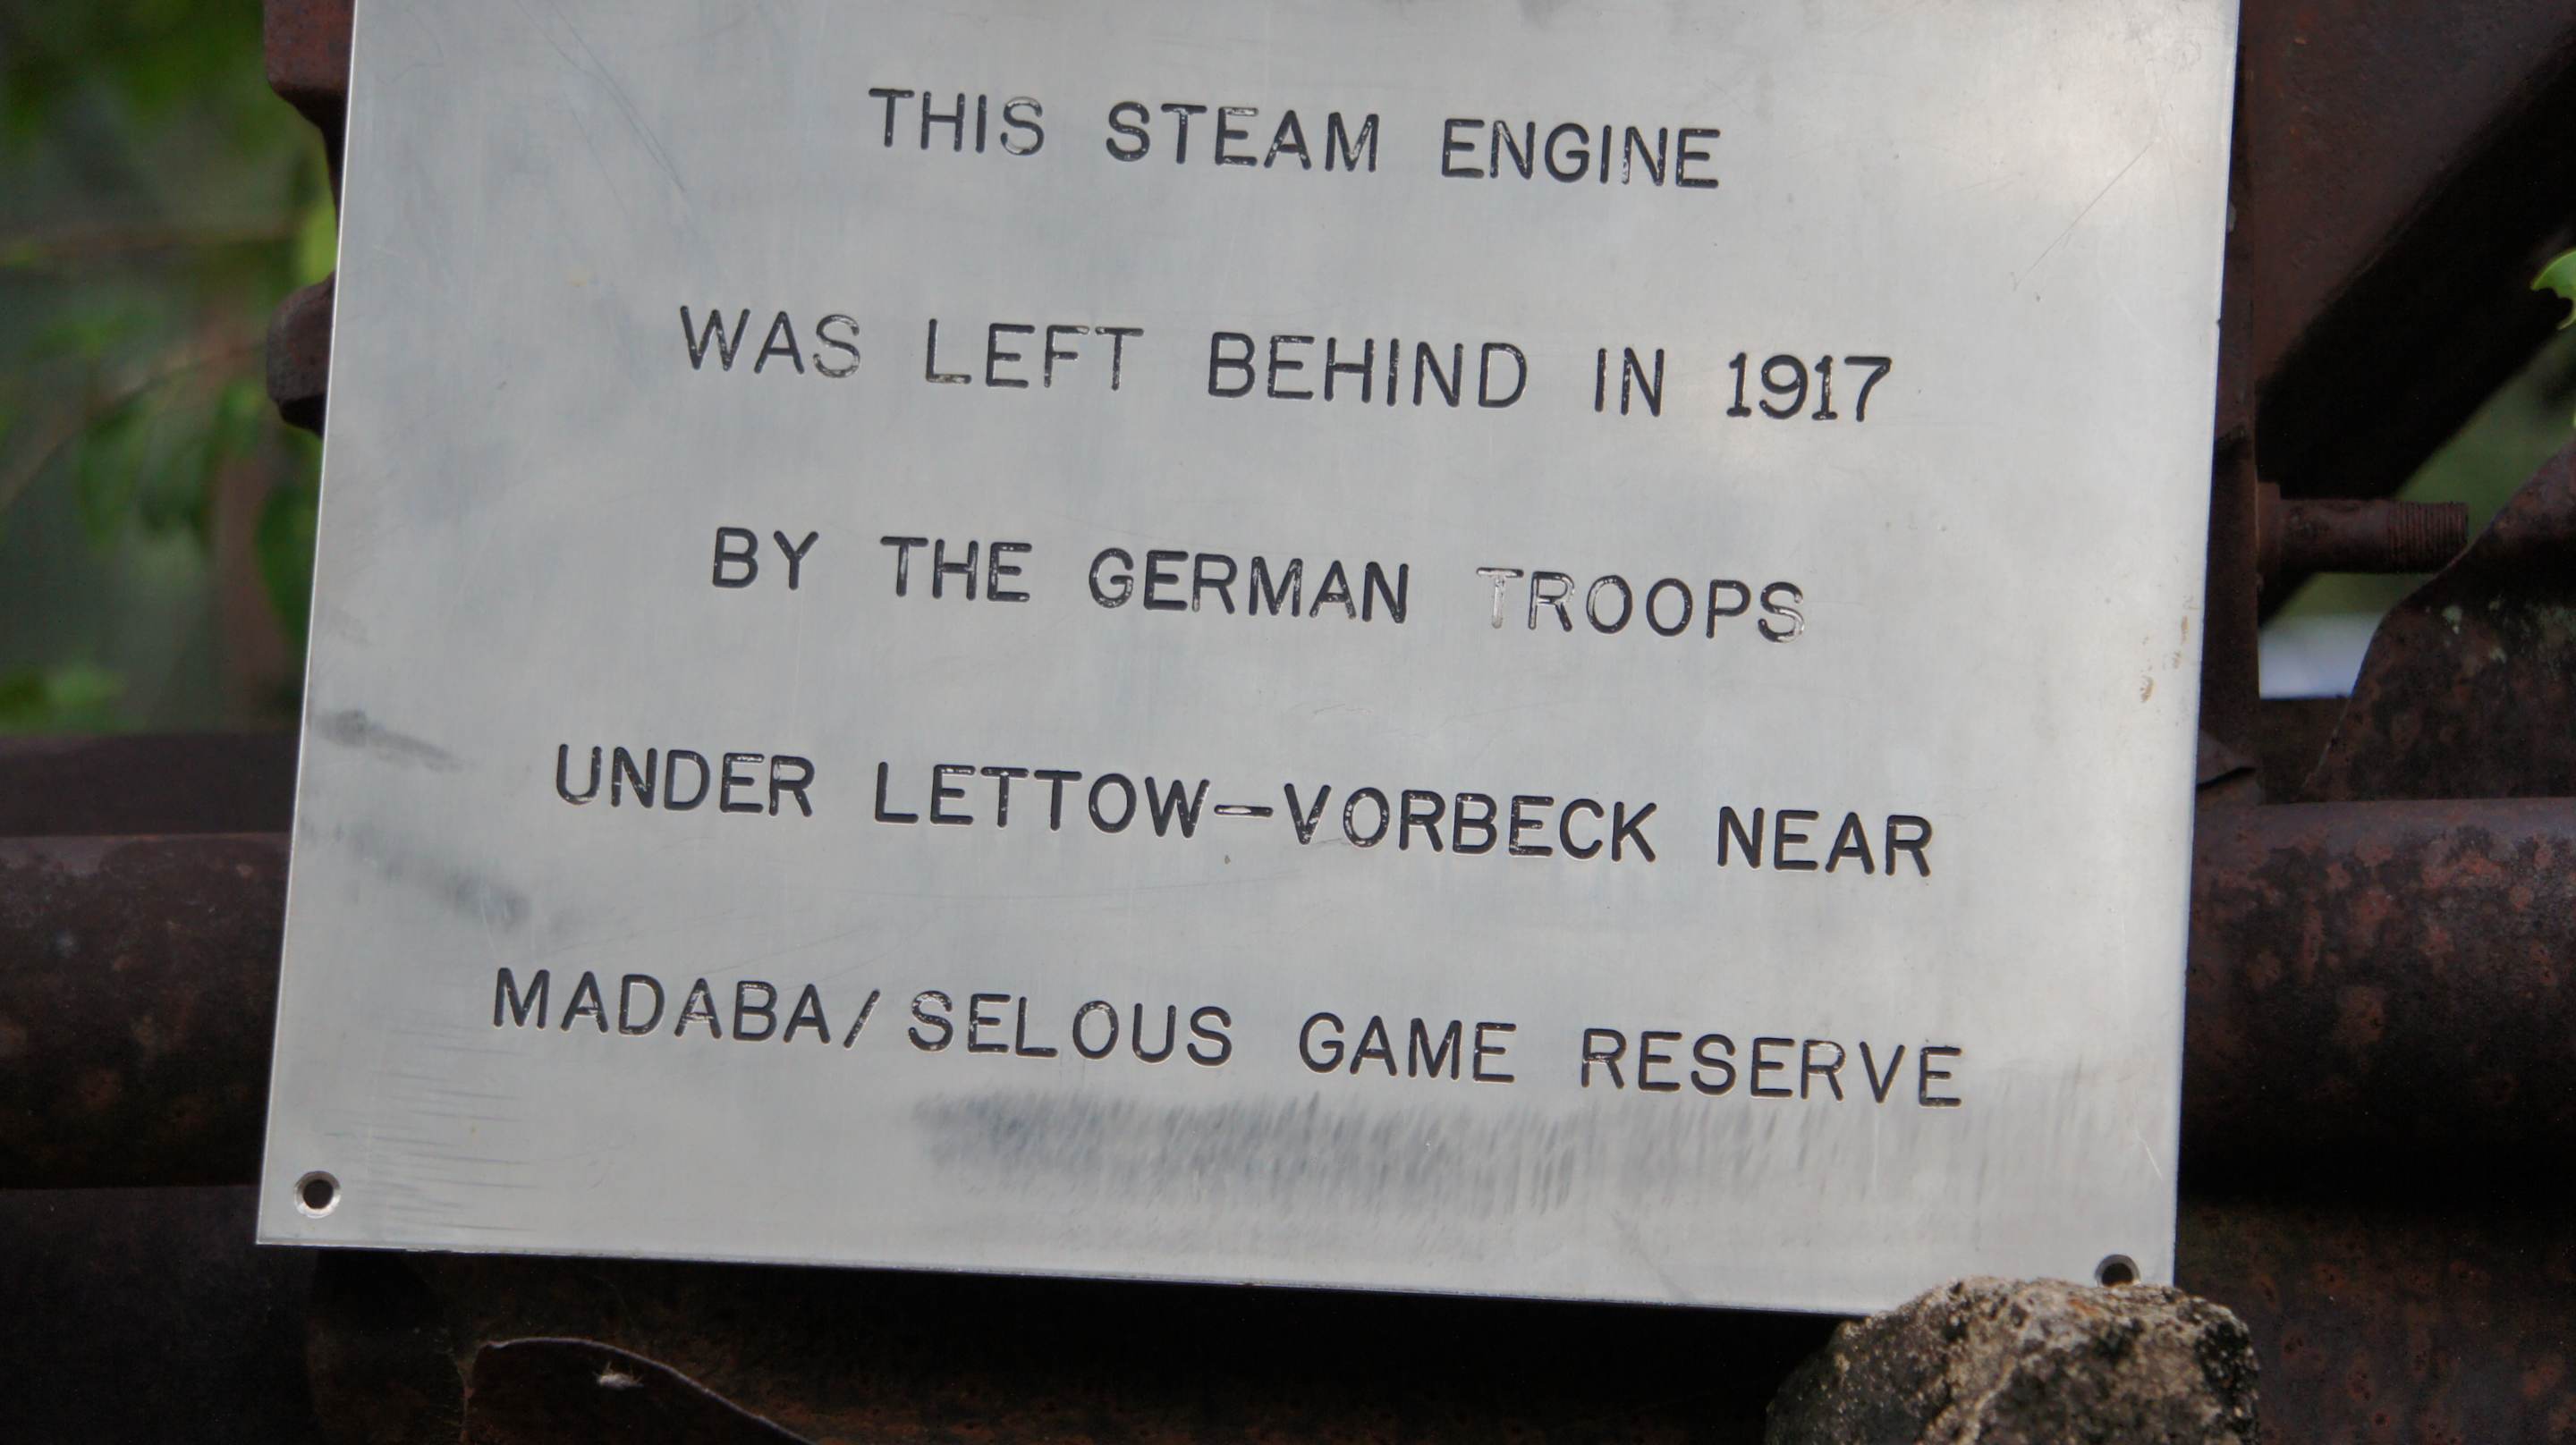 THIS STEAM ENGINE
WAS LEFT BEHIND IN 1917
BY THE GERMAN TROOPS
UNDER LETTOW-VORBECK NEAR
MADABA/ SELOUS GAME RESERVE